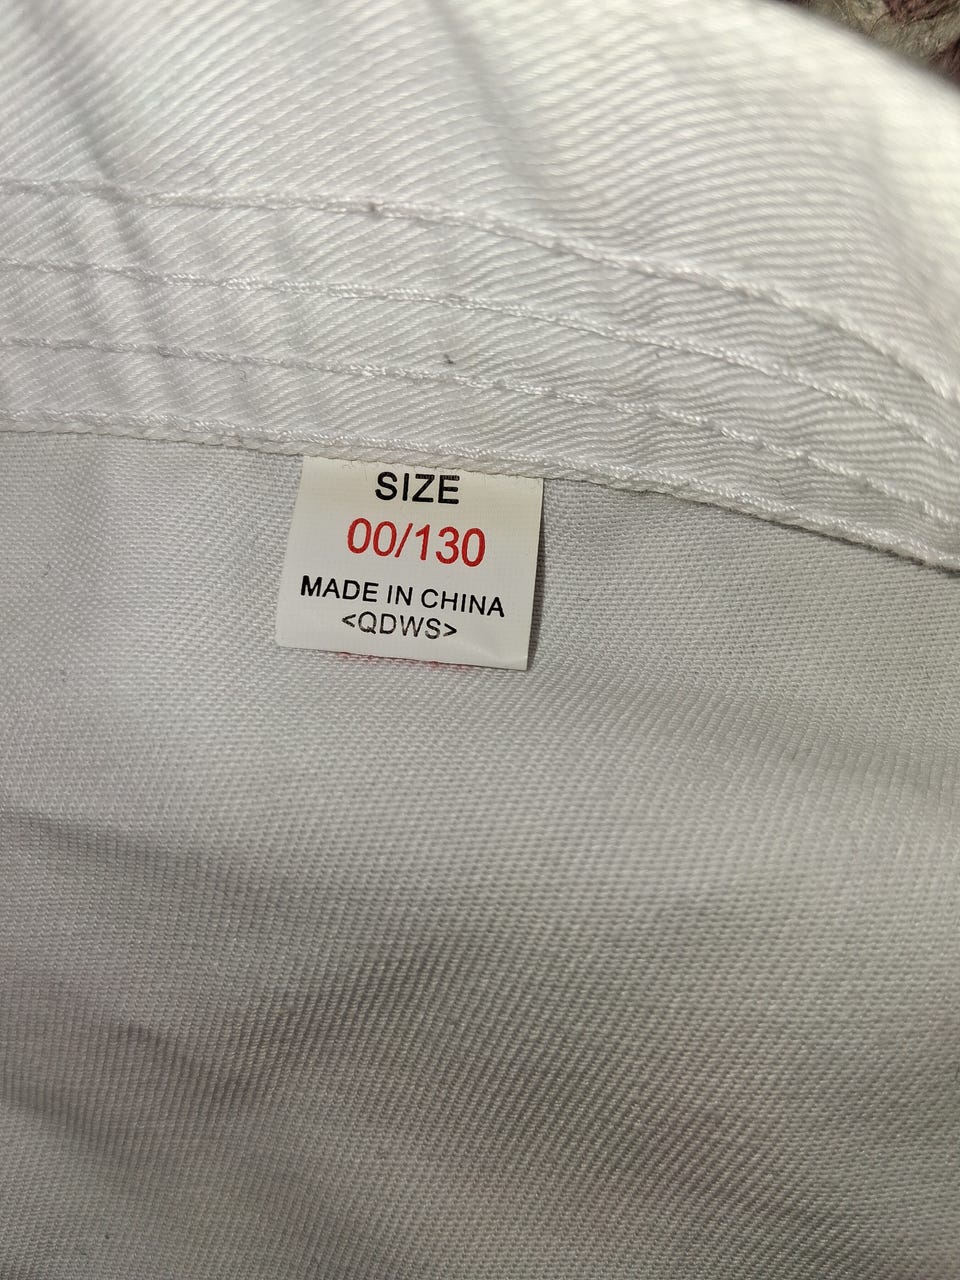 SIZE
00/130
MADE IN CHINA
<QDWS>